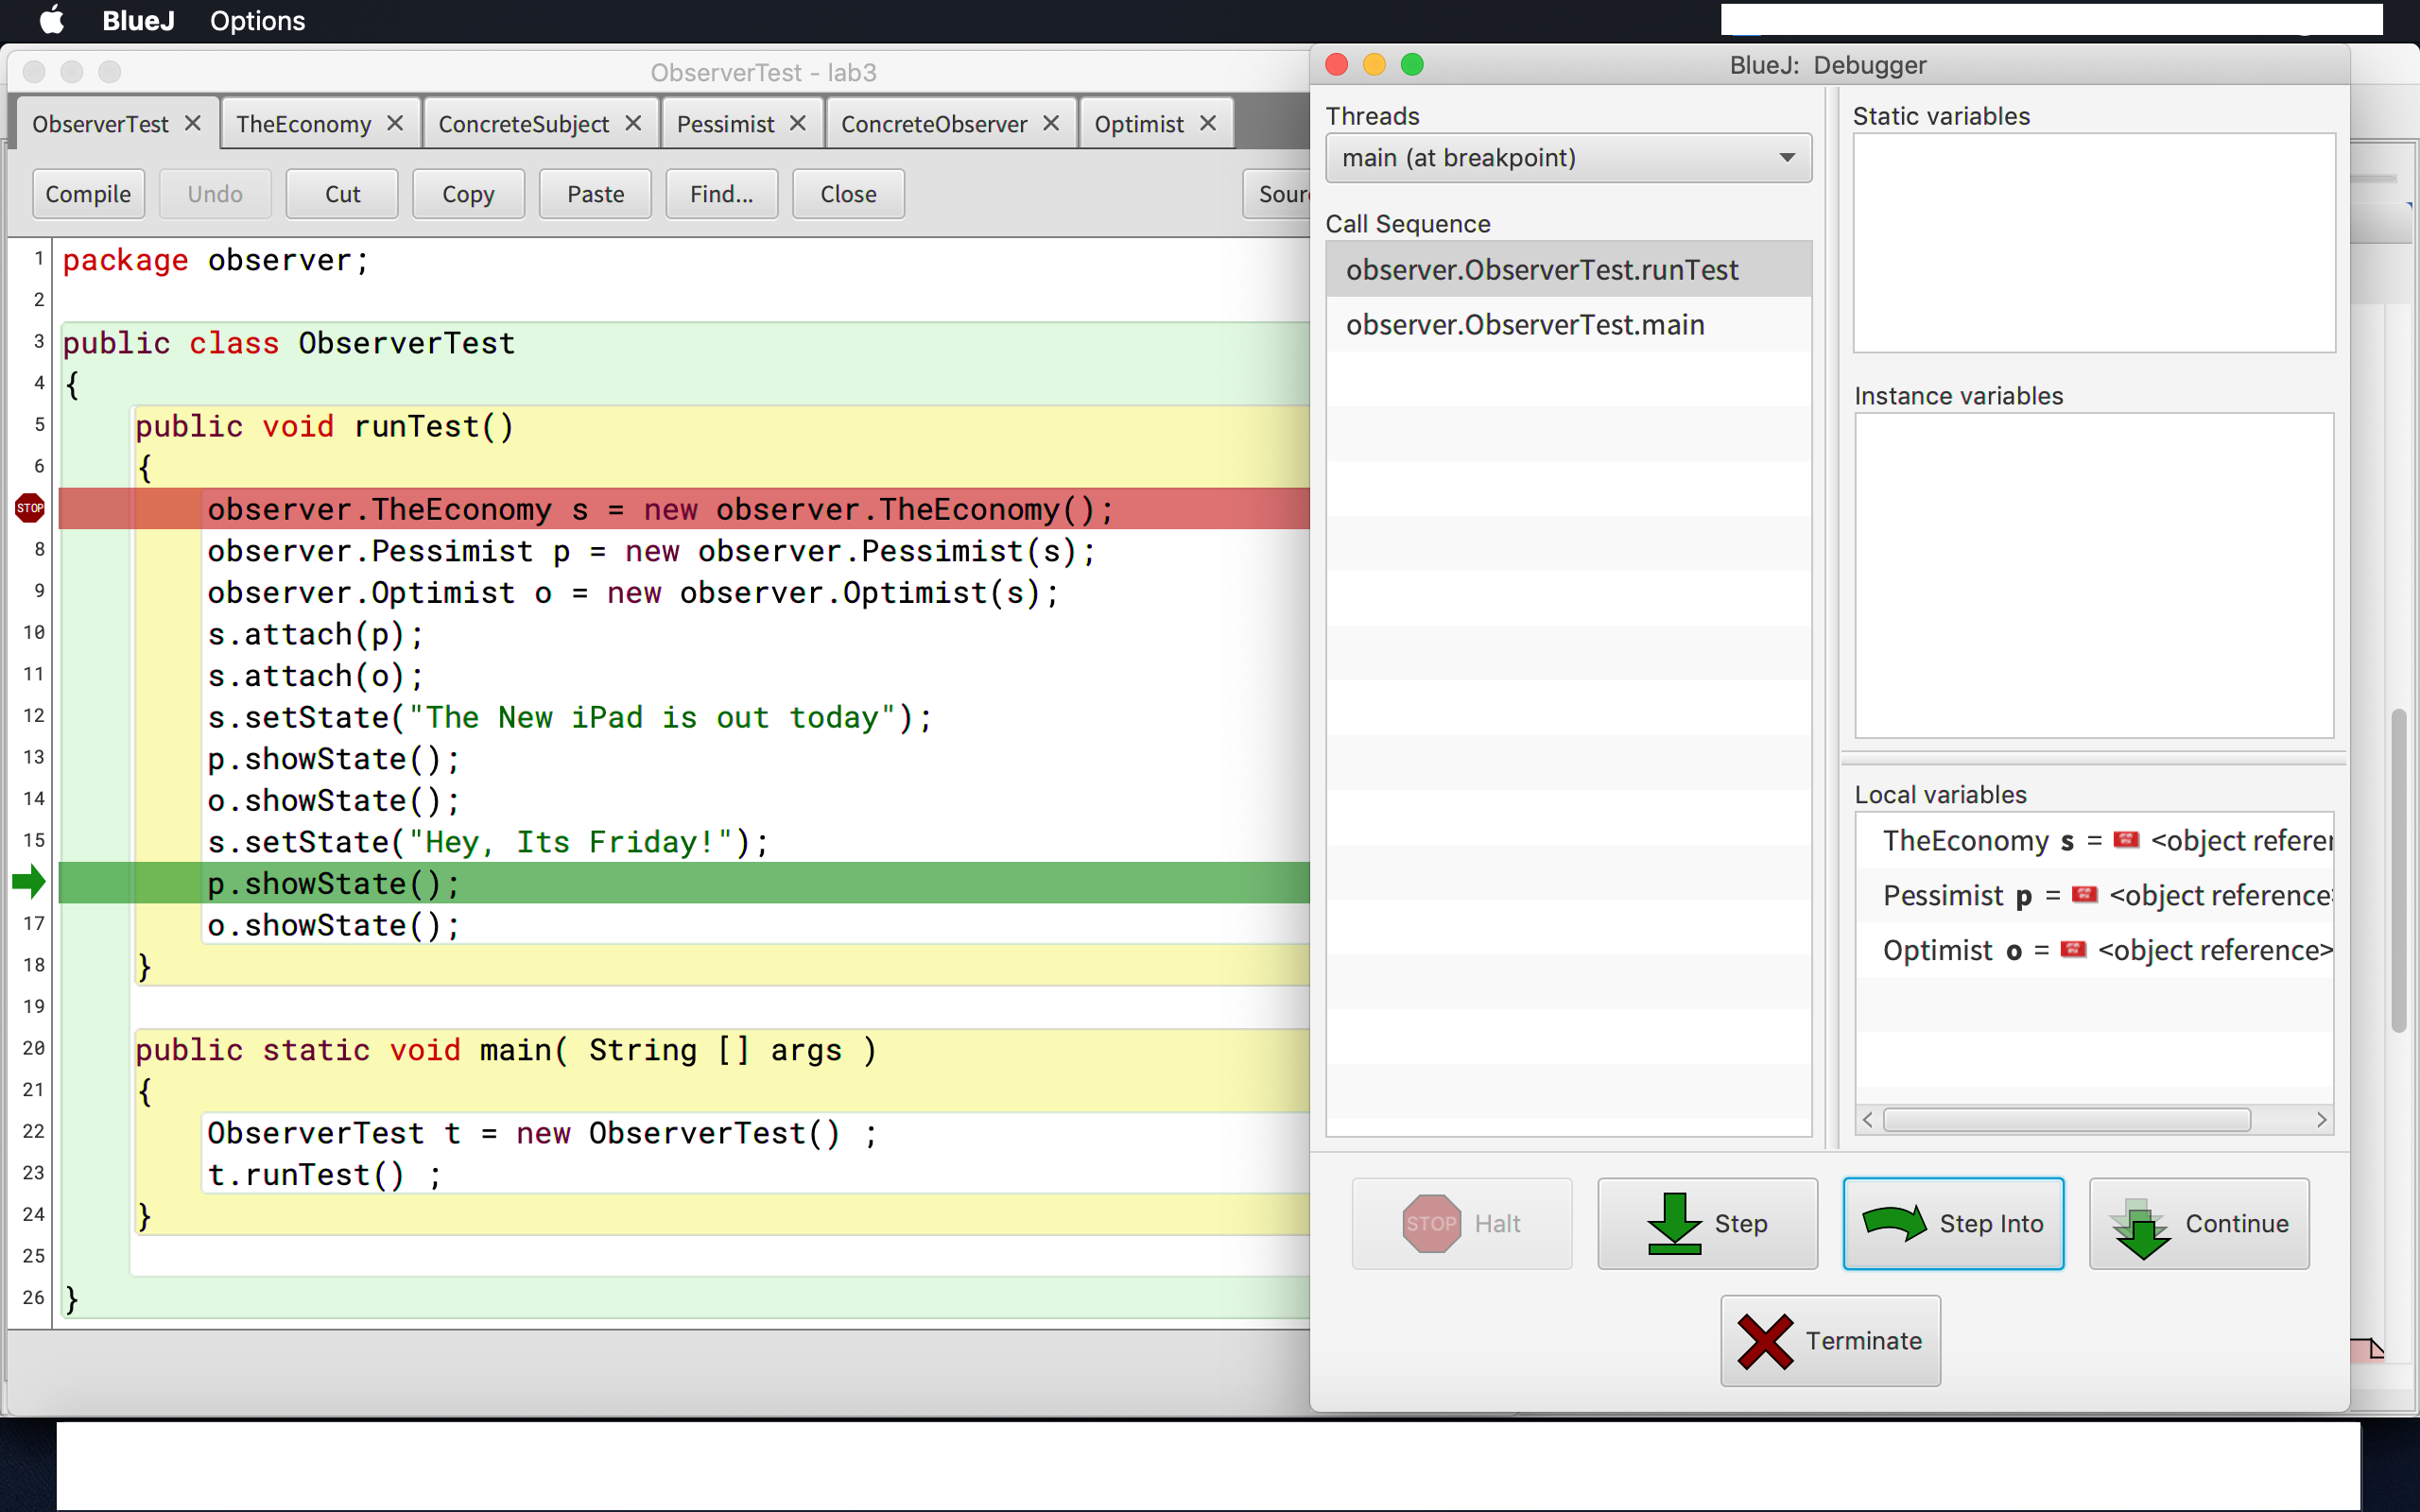 BlueJ Options
ObserverTest - lab3
ObserverTest TheEconomy ConcreteSubject Pessimist ConcreteObserver Optimist
Compile Undo Cut Copy Paste Find... Close
1 package observer;
2
3 public class ObserverTest
4 {
5 public void runTest()
6 {
STOP observer.TheEconomy s = new observer.TheEconomy();
8 observer.Pessimist p = new observer.Pessimist(s);
9 observer.Optimist o = new observer.Optimist(s);
10 s.attach(p);
11 s.attach(o);
12 s.setState("The New iPad is out today");
13 p.showState();
14 o.showState();
15 s.setState("Hey, Its Friday!");
p.showState();
17 o.showState();
18 }
19
20 public static void main( String [] args )
21 {
22 ObserverTest t = new ObserverTest() ;
23 t.runTest() ;
24 }
25
26 }
BlueJ: Debugger
Threads
main (at breakpoint)
Call Sequence
observer.ObserverTest.runTest
observer.ObserverTest.main
Static variables
Instance variables
Local variables
TheEconomy s = <object refere
Pessimist p = <object reference
Optimist o = <object reference>
STOP Halt Step Step Into Continue
Terminate